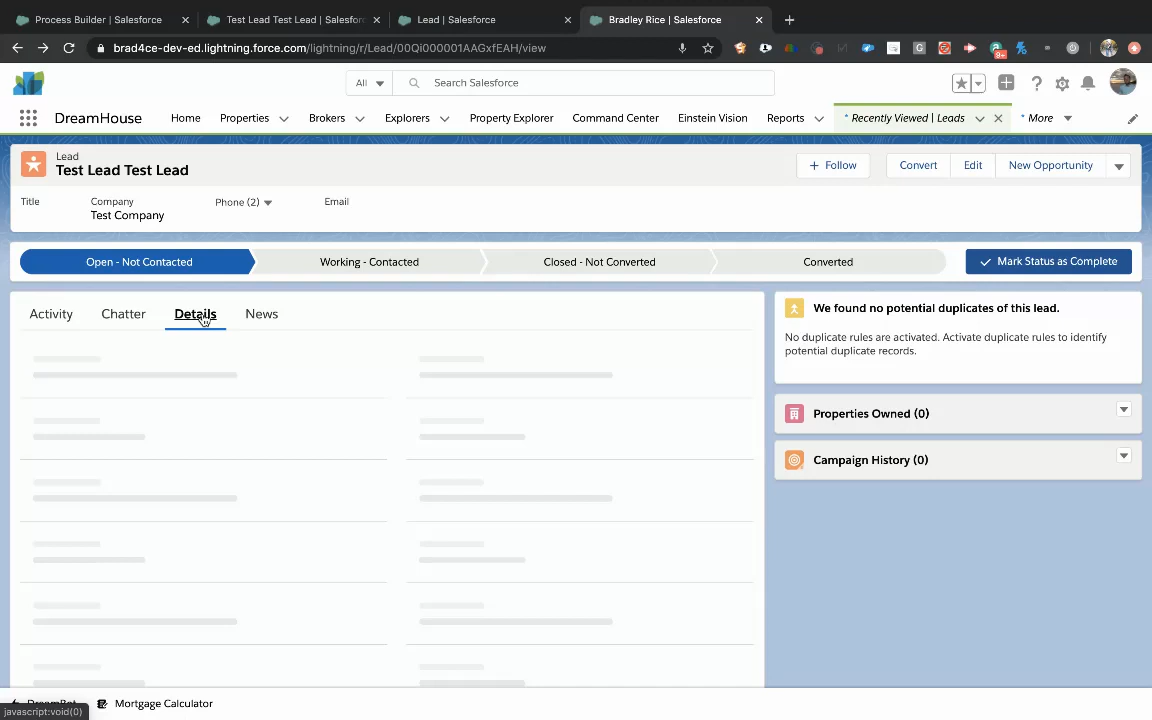 Process Builder | Salesforce
Test Lead Test Lead | Salesfor
Lead | Salesforce
Bradley Rice | Salesforce
brad4ce-dev-ed.lightning.force.com/lightning/r/Lead/00Qi000001AAGxfEAH/view
All
Search Salesforce
DreamHouse
Home
Properties
Brokers
Explorers
Property Explorer
Command Center
Einstein Vision
Reports
* Recently Viewed | Leads
* More
Lead
Test Lead Test Lead
+ Follow
Convert
Edit
New Opportunity
Title
Company
Phone (2)
Email
Test Company
Open - Not Contacted
Working - Contacted
Closed - Not Converted
Converted
Mark Status as Complete
Activity
Chatter
Details
News
We found no potential duplicates of this lead.
No duplicate rules are activated. Activate duplicate rules to identify
potential duplicate records.
Properties Owned (0)
Campaign History (0)
DreamBot
Mortgage Calculator
javascript:void(0)